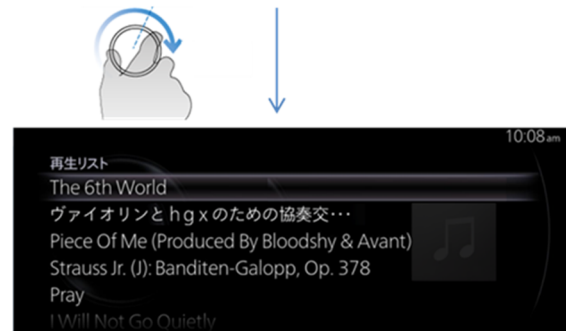 10:08 am
再生リスト
The 6th World
ヴァイオリンとhgxのための協奏交･･･
Piece Of Me (Produced By Bloodshy & Avant)
Strauss Jr. (J): Banditen-Galopp, Op. 378
Pray
I Will Not Go Quietly